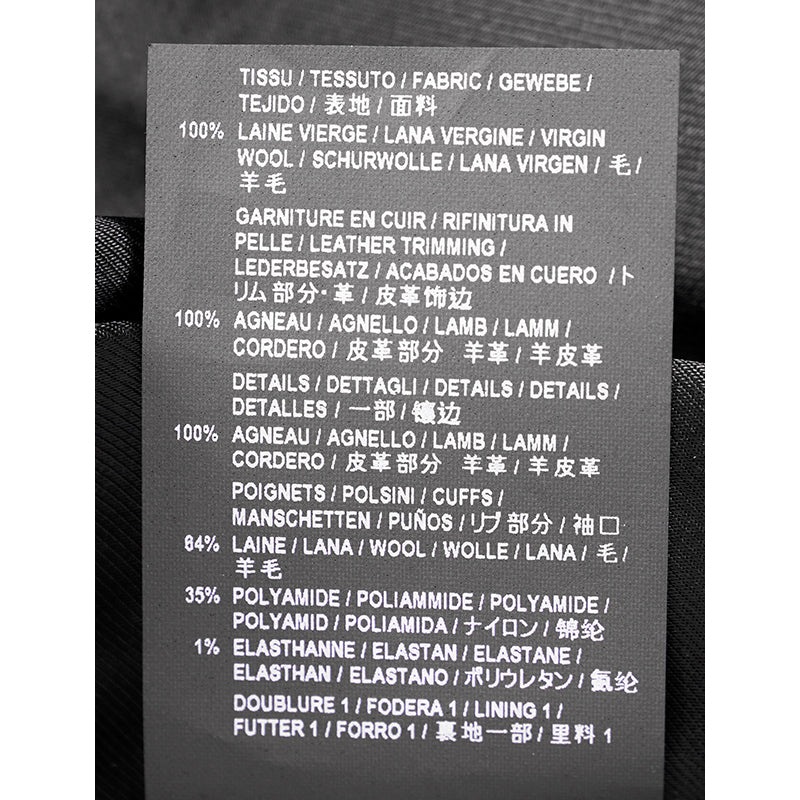 TISSU / TESSUTO / FABRIC / GEWEBE /
TEJIDO / 表地 / 面料
100% LAINE VIERGE / LANA VERGINE / VIRGIN
WOOL / SCHURWOLLE / LANA VIRGEN / 毛 /
羊毛
GARNITURE EN CUIR / RIFINITURA IN
PELLE / LEATHER TRIMMING /
LEDERBESATZ / ACABADOS EN CUERO / ト
リム部分・革 / 皮革饰边
100% AGNEAU / AGNELLO / LAMB / LAMM /
CORDERO / 皮革部分 羊革 / 羊皮革
DETAILS / DETTAGLI / DETAILS / DETAILS /
DETALLES / 一部 / 镶边
100% AGNEAU / AGNELLO / LAMB / LAMM /
CORDERO / 皮革部分 羊革 / 羊皮革
POIGNETS / POLSINI / CUFFS /
MANSCHETTEN / PUÑOS / リブ部分 / 袖口
64% LAINE / LANA / WOOL / WOLLE / LANA / 毛 /
羊毛
35% POLYAMIDE / POLIAMMIDE / POLYAMIDE /
POLYAMID / POLIAMIDA / ナイロン / 锦纶
1% ELASTHANNE / ELASTAN / ELASTANE /
ELASTHAN / ELASTANO / ポリウレタン / 氨纶
DOUBLURE 1 / FODERA 1 / LINING 1 /
FUTTER 1 / FORRO 1 / 裏地一部 / 里料 1